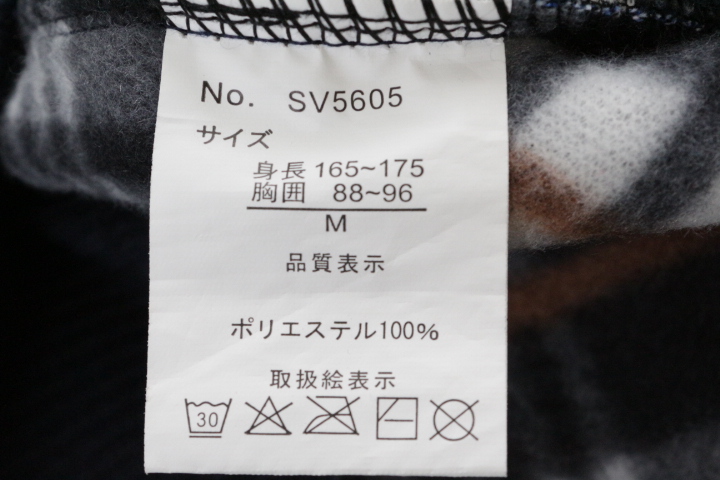 No. SV5605
サイズ
身長 165~175
胸囲 88~96
M
品質表示
ポリエステル100%
取扱絵表示
30